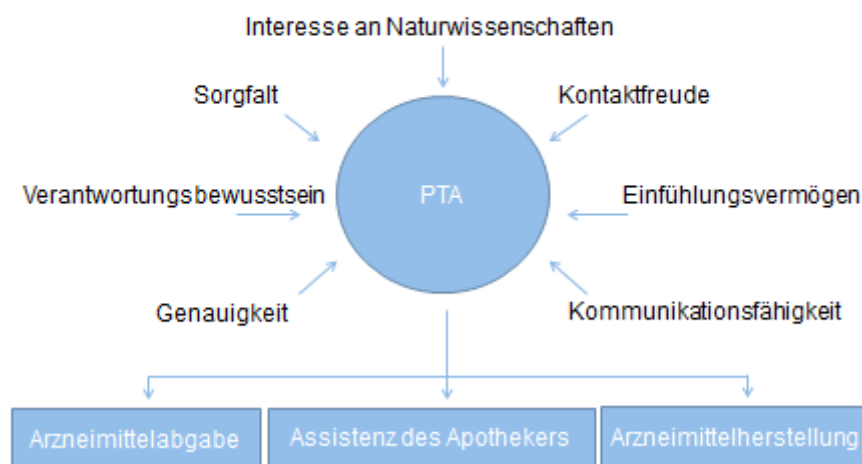 Interesse an Naturwissenschaften
Sorgfalt
Kontaktfreude
Verantwortungsbewusstsein
PTA
Einfühlungsvermögen
Genauigkeit
Kommunikationsfähigkeit
Arzneimittelabgabe
Assistenz des Apothekers
Arzneimittelherstellung